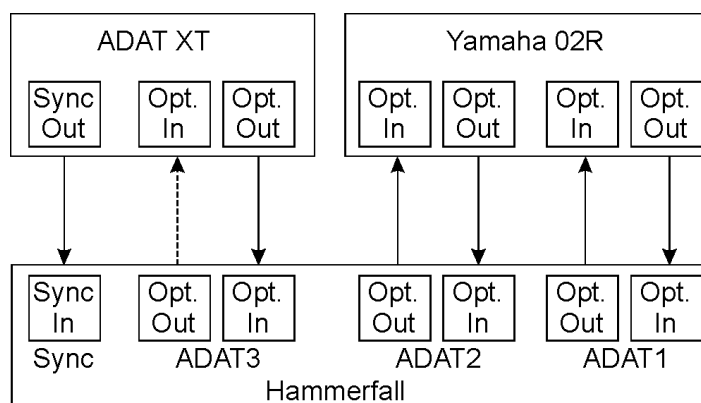 ADAT XT
Yamaha 02R
Sync Out
Opt. In
Opt. Out
Opt. In
Opt. Out
Opt. In
Opt. Out
Sync In
Opt. Out
Opt. In
Opt. Out
Opt. In
Opt. Out
Opt. In
Sync
ADAT3
ADAT2
ADAT1
Hammerfall